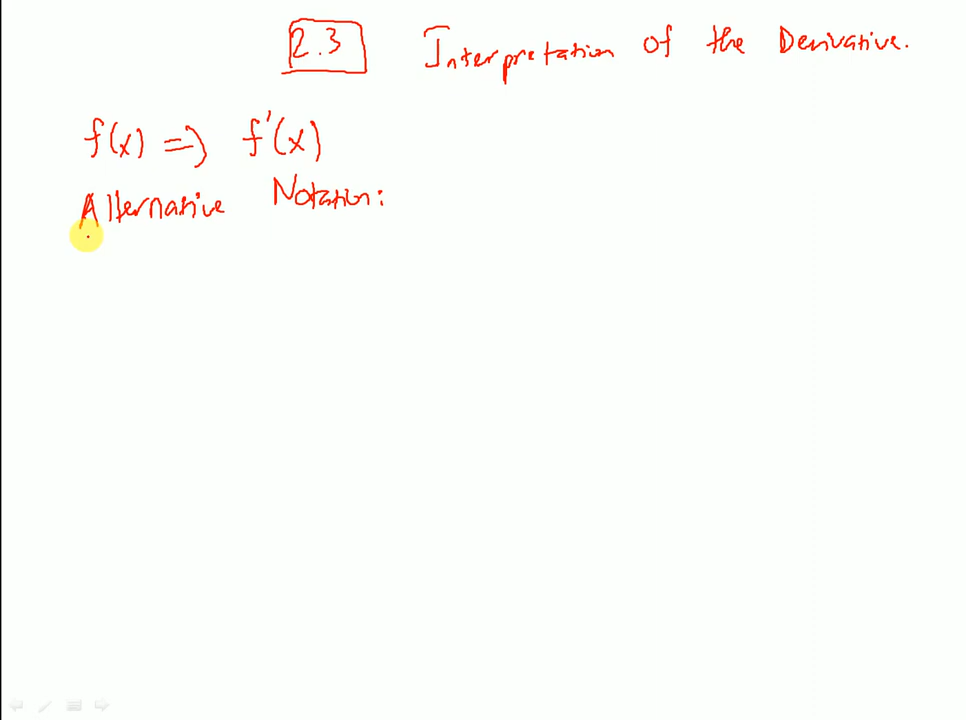 2.3 Interpretation of the Derivative.
f(x) => f'(x)
Alternative Notation: